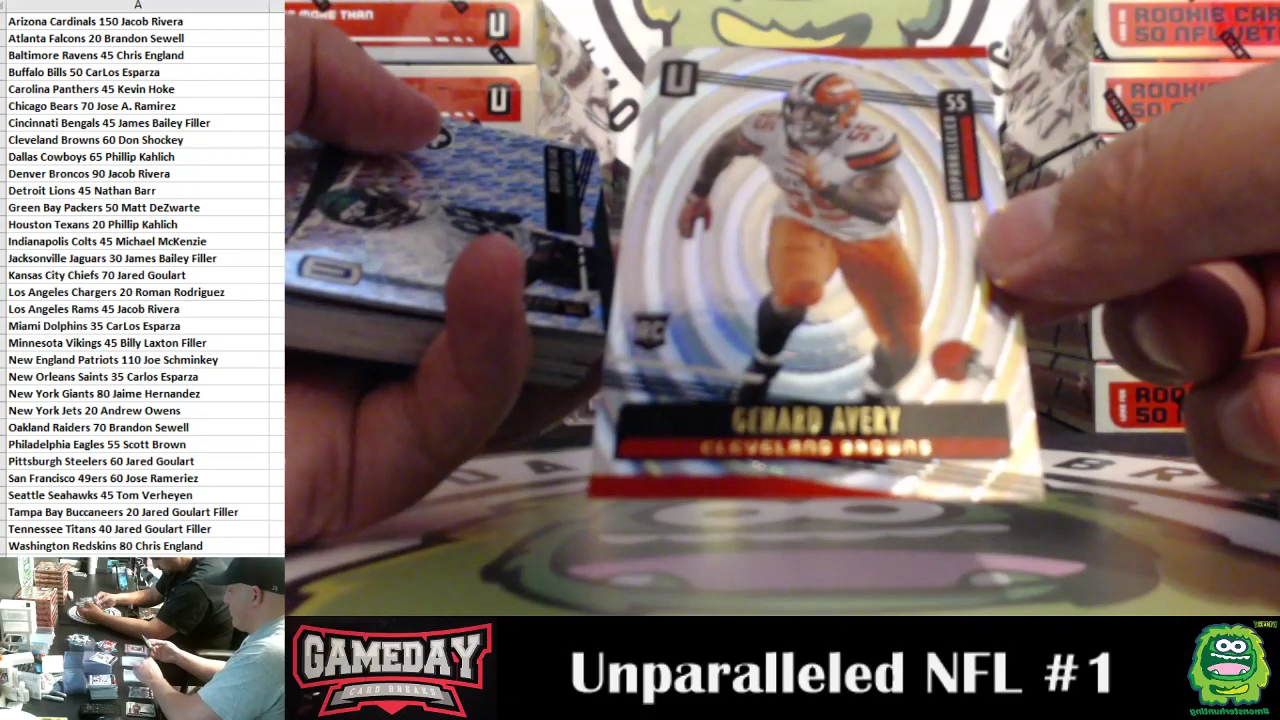 A
Arizona Cardinals 150 Jacob Rivera
Atlanta Falcons 20 Brandon Sewell
Baltimore Ravens 45 Chris England
Buffalo Bills 50 CarLos Esparza
Carolina Panthers 45 Kevin Hoke
Chicago Bears 70 Jose A. Ramirez
Cincinnati Bengals 45 James Bailey Filler
Cleveland Browns 60 Don Shockey
Dallas Cowboys 65 Phillip Kahlich
Denver Broncos 90 Jacob Rivera
Detroit Lions 45 Nathan Barr
Green Bay Packers 50 Matt DeZwarte
Houston Texans 20 Phillip Kahlich
Indianapolis Colts 45 Michael McKenzie
Jacksonville Jaguars 30 James Bailey Filler
Kansas City Chiefs 70 Jared Goulart
Los Angeles Chargers 20 Roman Rodriguez
Los Angeles Rams 45 Jacob Rivera
Miami Dolphins 35 CarLos Esparza
Minnesota Vikings 45 Billy Laxton Filler
New England Patriots 110 Joe Schminkey
New Orleans Saints 35 Carlos Esparza
New York Giants 80 Jaime Hernandez
New York Jets 20 Andrew Owens
Oakland Raiders 70 Brandon Sewell
Philadelphia Eagles 55 Scott Brown
Pittsburgh Steelers 60 Jared Goulart
San Francisco 49ers 60 Jose Rameriez
Seattle Seahawks 45 Tom Verheyen
Tampa Bay Buccaneers 20 Jared Goulart Filler
Tennessee Titans 40 Jared Goulart Filler
Washington Redskins 80 Chris England
MORE THAN
U
U
ROOKIE CAR
50 NFL VET
ROOKI
50
ROO
50
U
55
UNPARALLELED
RC
GENARD AVERY
CLEVELAND BROWNS
B R
GAMEDAY
CARD BREAKS
Unparalleled NFL #1
#monsterhunting